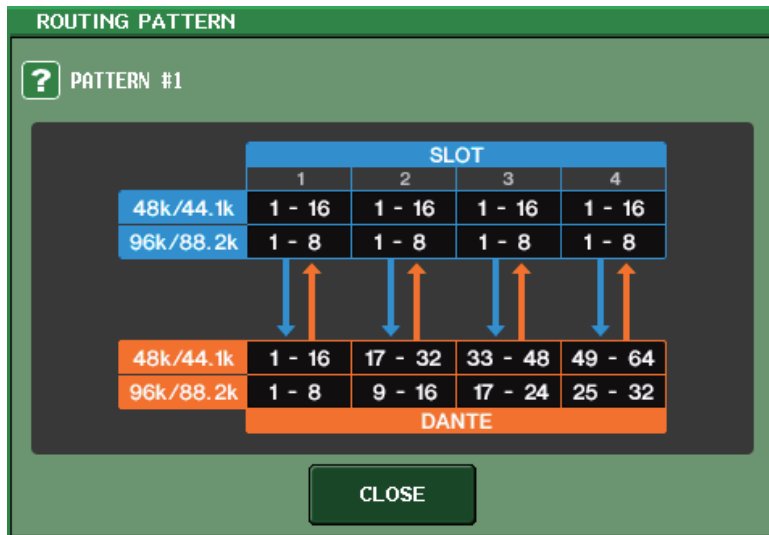 ROUTING PATTERN
? PATTERN #1
SLOT
1 2 3 4
48k/44.1k 1 - 16 1 - 16 1 - 16 1 - 16
96k/88.2k 1 - 8 1 - 8 1 - 8 1 - 8
48k/44.1k 1 - 16 17 - 32 33 - 48 49 - 64
96k/88.2k 1 - 8 9 - 16 17 - 24 25 - 32
DANTE
CLOSE